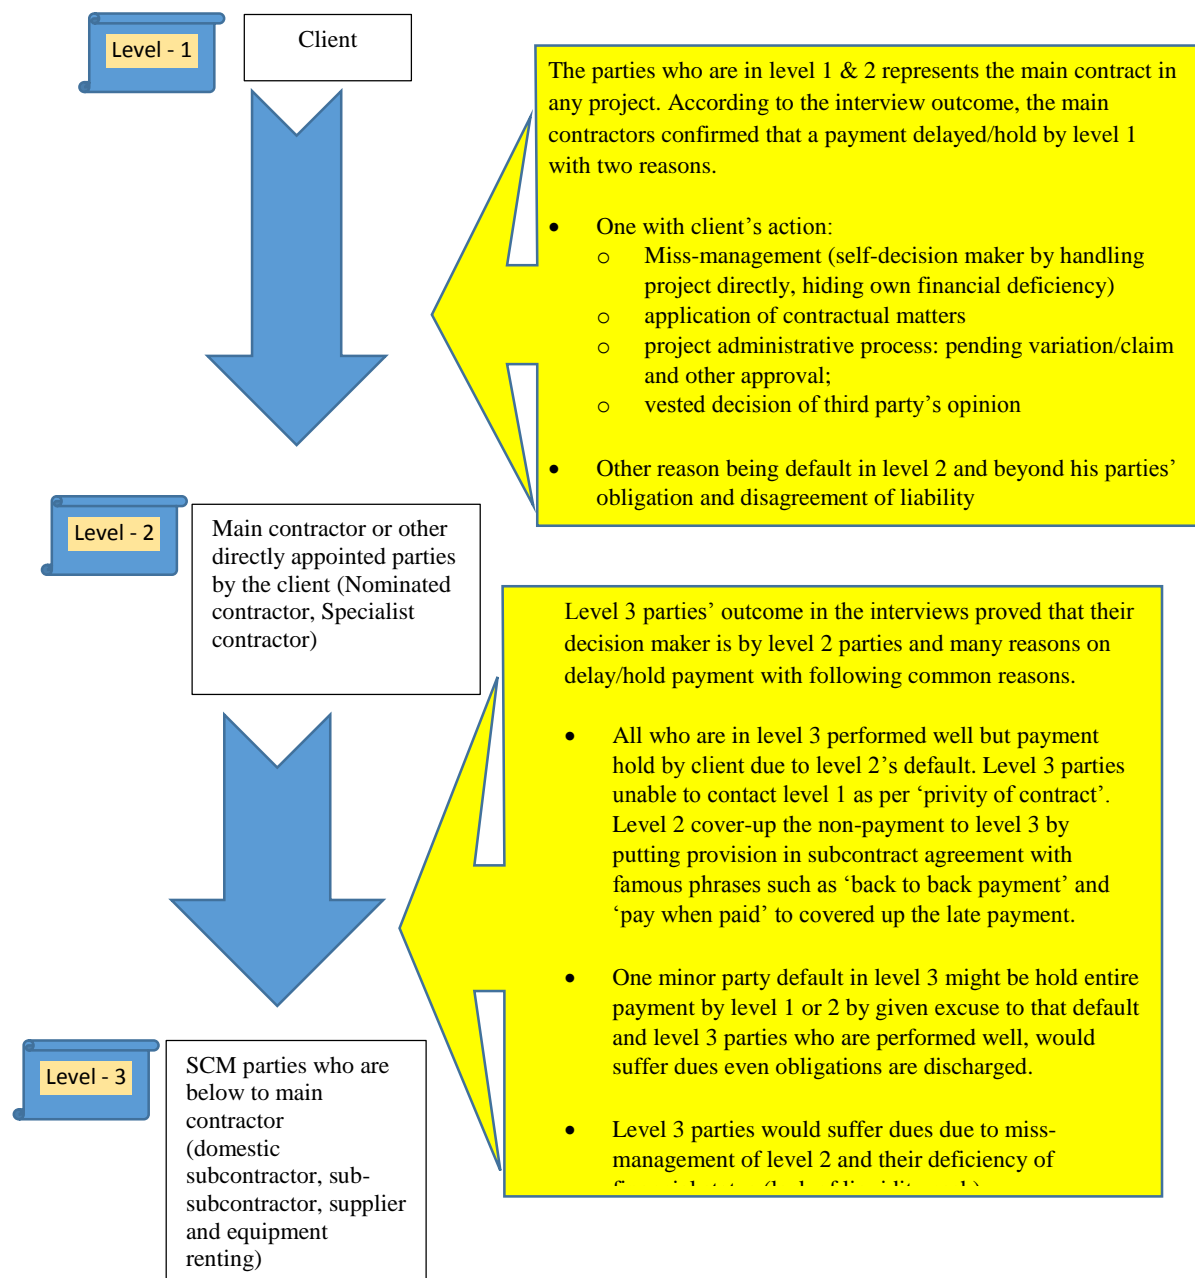 Level - 1
Client
The parties who are in level 1 & 2 represents the main contract in
any project. According to the interview outcome, the main
contractors confirmed that a payment delayed/hold by level 1
with two reasons.
• One with client’s action:
o Miss-management (self-decision maker by handling
project directly, hiding own financial deficiency)
o application of contractual matters
o project administrative process: pending variation/claim
and other approval;
o vested decision of third party’s opinion
• Other reason being default in level 2 and beyond his parties’
obligation and disagreement of liability
Level - 2
Main contractor or other
directly appointed parties
by the client (Nominated
contractor, Specialist
contractor)
Level 3 parties’ outcome in the interviews proved that their
decision maker is by level 2 parties and many reasons on
delay/hold payment with following common reasons.
• All who are in level 3 performed well but payment
hold by client due to level 2’s default. Level 3 parties
unable to contact level 1 as per ‘privity of contract’.
Level 2 cover-up the non-payment to level 3 by
putting provision in subcontract agreement with
famous phrases such as ‘back to back payment’ and
‘pay when paid’ to covered up the late payment.
• One minor party default in level 3 might be hold entire
payment by level 1 or 2 by given excuse to that default
and level 3 parties who are performed well, would
suffer dues even obligations are discharged.
• Level 3 parties would suffer dues due to miss-
management of level 2 and their deficiency of
Level - 3
SCM parties who are
below to main
contractor
(domestic
subcontractor, sub-
subcontractor, supplier
and equipment
renting)